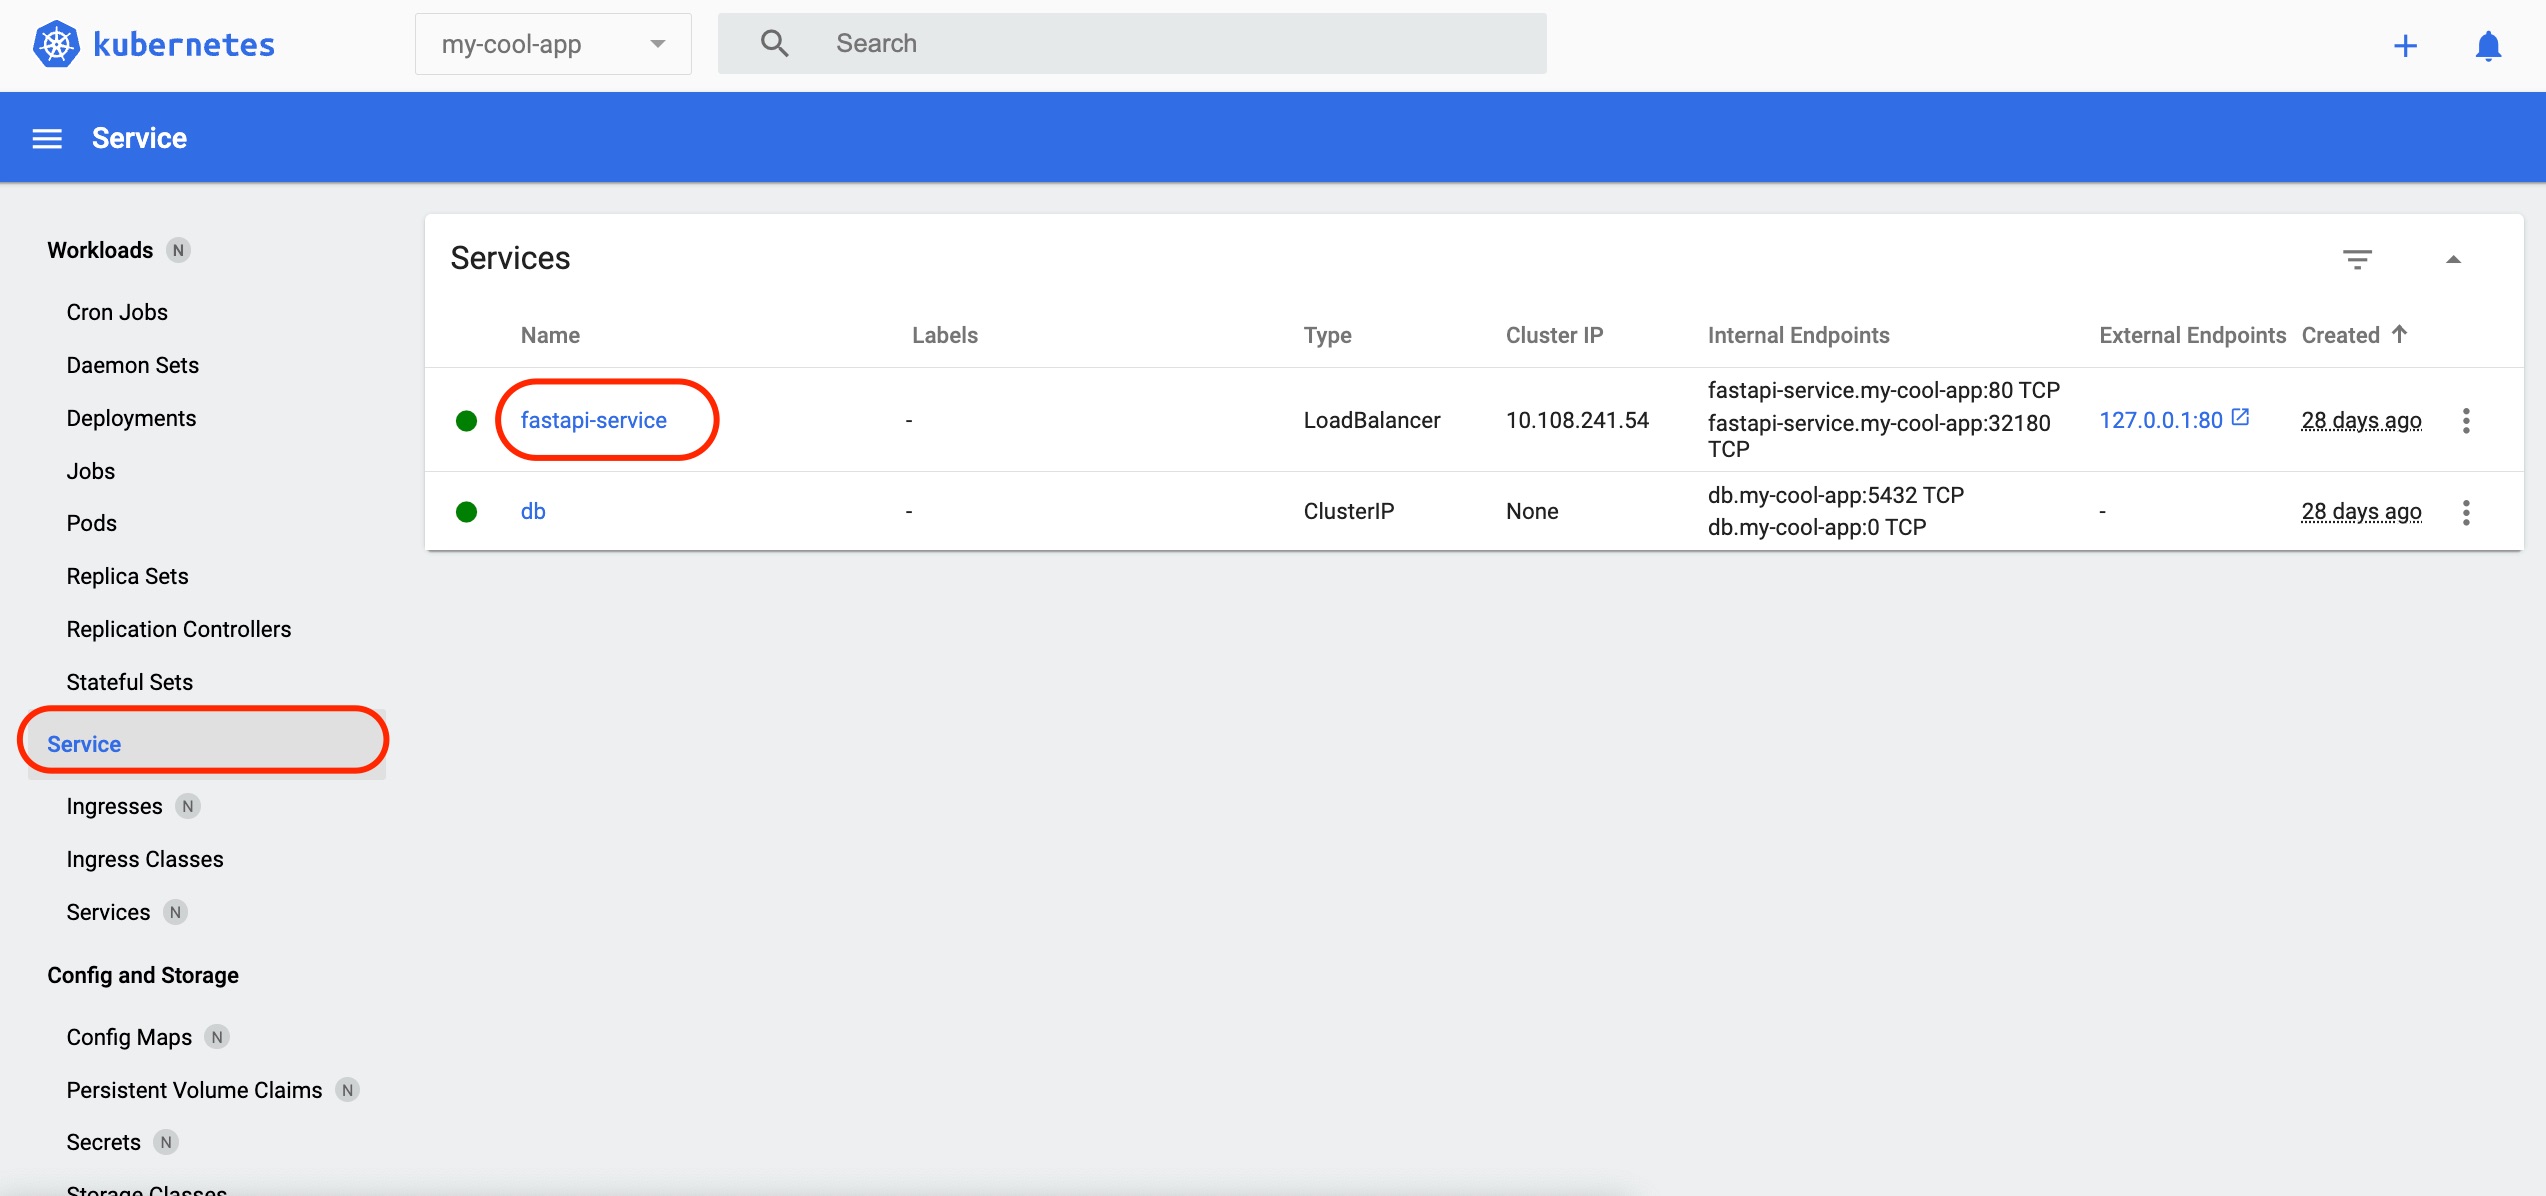 kubernetes
my-cool-app
Search
Service
Workloads N
Cron Jobs
Daemon Sets
Deployments
Jobs
Pods
Replica Sets
Replication Controllers
Stateful Sets
Service
Ingresses N
Ingress Classes
Services N
Config and Storage
Config Maps N
Persistent Volume Claims N
Secrets N
Storage Classes
Services
Name Labels Type Cluster IP Internal Endpoints External Endpoints Created
fastapi-service - LoadBalancer 10.108.241.54 fastapi-service.my-cool-app:80 TCP
fastapi-service.my-cool-app:32180
TCP
127.0.0.1:80 28 days ago
db - ClusterIP None db.my-cool-app:5432 TCP
db.my-cool-app:0 TCP
- 28 days ago